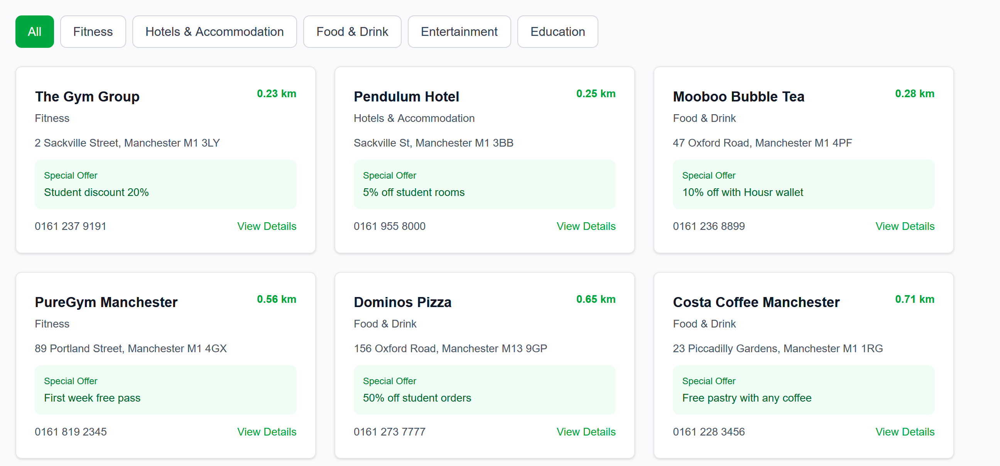 All
Fitness
Hotels & Accommodation
Food & Drink
Entertainment
Education
The Gym Group
0.23 km
Fitness
2 Sackville Street, Manchester M1 3LY
Special Offer
Student discount 20%
0161 237 9191
View Details
Pendulum Hotel
0.25 km
Hotels & Accommodation
Sackville St, Manchester M1 3BB
Special Offer
5% off student rooms
0161 955 8000
View Details
Mooboo Bubble Tea
0.28 km
Food & Drink
47 Oxford Road, Manchester M1 4PF
Special Offer
10% off with Housr wallet
0161 236 8899
View Details
PureGym Manchester
0.56 km
Fitness
89 Portland Street, Manchester M1 4GX
Special Offer
First week free pass
0161 819 2345
View Details
Dominos Pizza
0.65 km
Food & Drink
156 Oxford Road, Manchester M13 9GP
Special Offer
50% off student orders
0161 273 7777
View Details
Costa Coffee Manchester
0.71 km
Food & Drink
23 Piccadilly Gardens, Manchester M1 1RG
Special Offer
Free pastry with any coffee
0161 228 3456
View Details